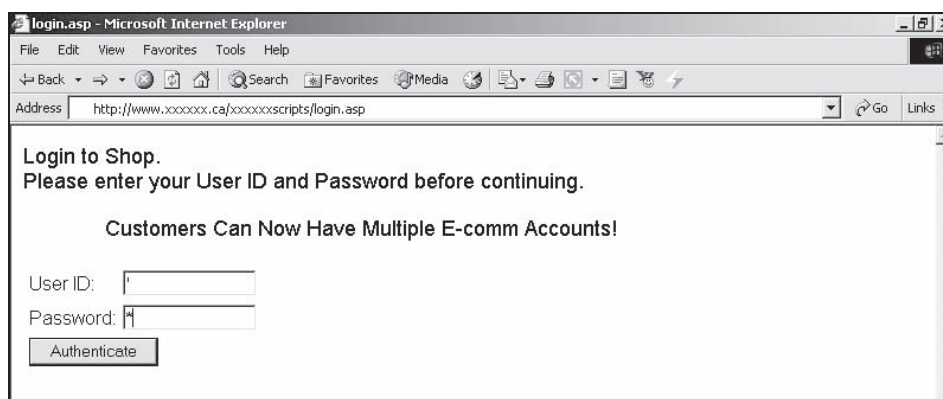 login.asp - Microsoft Internet Explorer
File Edit View Favorites Tools Help
Back Search Favorites Media
Address http://www.xxxxxx.ca/xxxxxxscripts/login.asp Go Links
Login to Shop.
Please enter your User ID and Password before continuing.
Customers Can Now Have Multiple E-comm Accounts!
User ID: '
Password: *
Authenticate